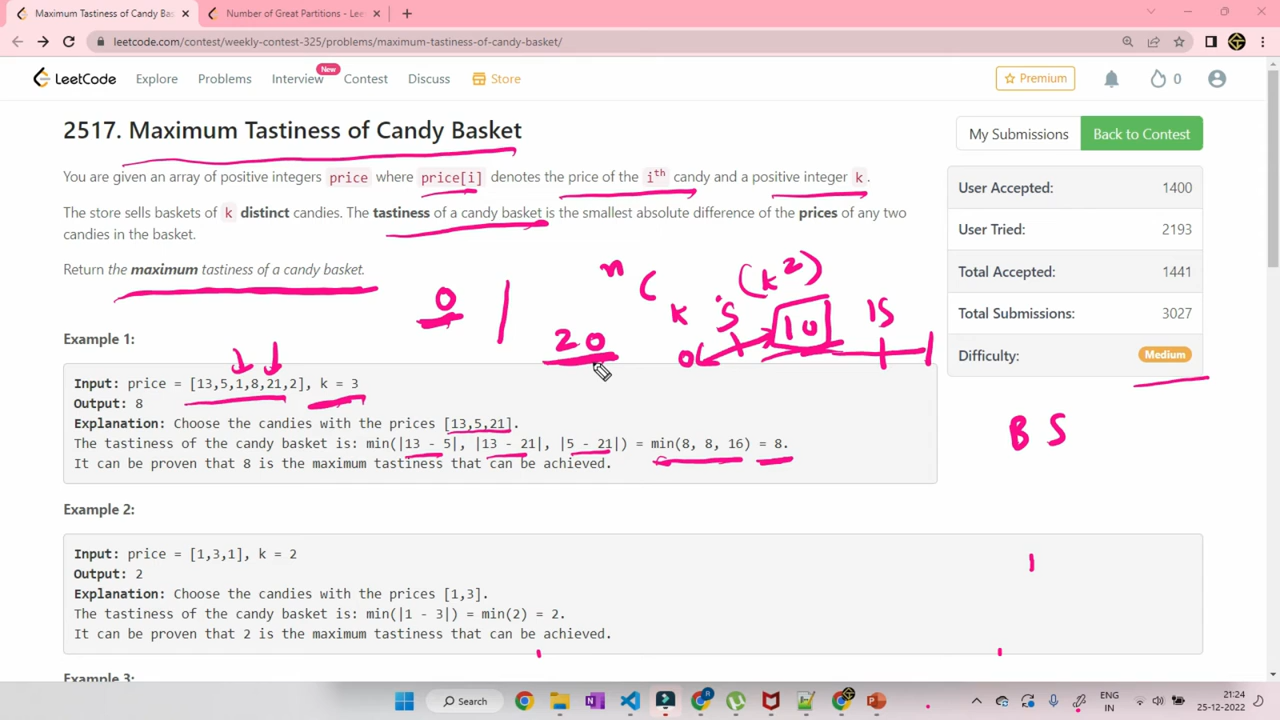 Maximum Tastiness of Candy Bas
Number of Great Partitions - Lee
leetcode.com/contest/weekly-contest-325/problems/maximum-tastiness-of-candy-basket/
LeetCode Explore Problems Interview New Contest Discuss Store Premium 0
2517. Maximum Tastiness of Candy Basket
My Submissions Back to Contest
You are given an array of positive integers price where price[i] denotes the price of the ith candy and a positive integer k.
The store sells baskets of k distinct candies. The tastiness of a candy basket is the smallest absolute difference of the prices of any two
candies in the basket.
Return the maximum tastiness of a candy basket.
User Accepted: 1400
User Tried: 2193
Total Accepted: 1441
Total Submissions: 3027
Difficulty: Medium
n C k (k2)
0 20 0 5 10 15
B S
Example 1:
Input: price = [13,5,1,8,21,2], k = 3
Output: 8
Explanation: Choose the candies with the prices [13,5,21].
The tastiness of the candy basket is: min(|13 - 5|, |13 - 21|, |5 - 21|) = min(8, 8, 16) = 8.
It can be proven that 8 is the maximum tastiness that can be achieved.
Example 2:
Input: price = [1,3,1], k = 2
Output: 2
Explanation: Choose the candies with the prices [1,3].
The tastiness of the candy basket is: min(|1 - 3|) = min(2) = 2.
It can be proven that 2 is the maximum tastiness that can be achieved.
Search
ENG
IN
21:24
25-12-2022